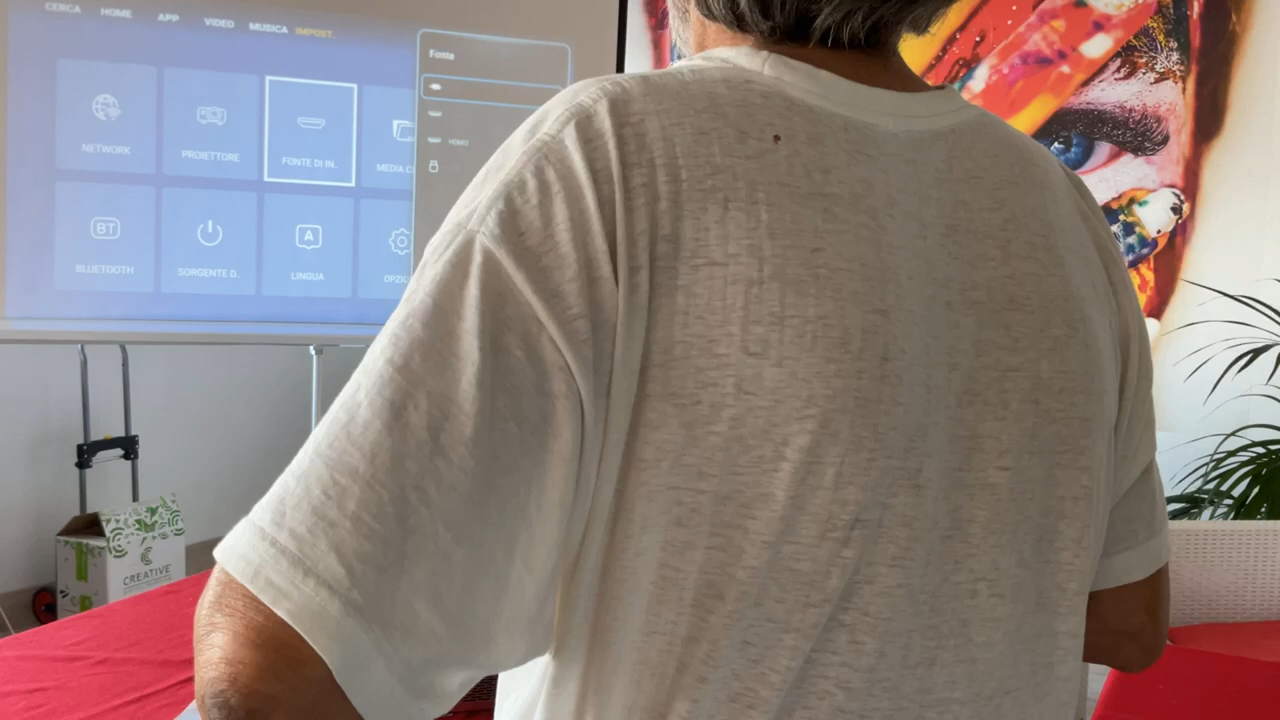 CERCA HOME APP VIDEO MUSICA IMPOST.
Fonte
HDMI2
NETWORK PROIETTORE FONTE DI IN.. MEDIA C
BT A
BLUETOOTH SORGENTE D.. LINGUA OPZIO
CREATIVE